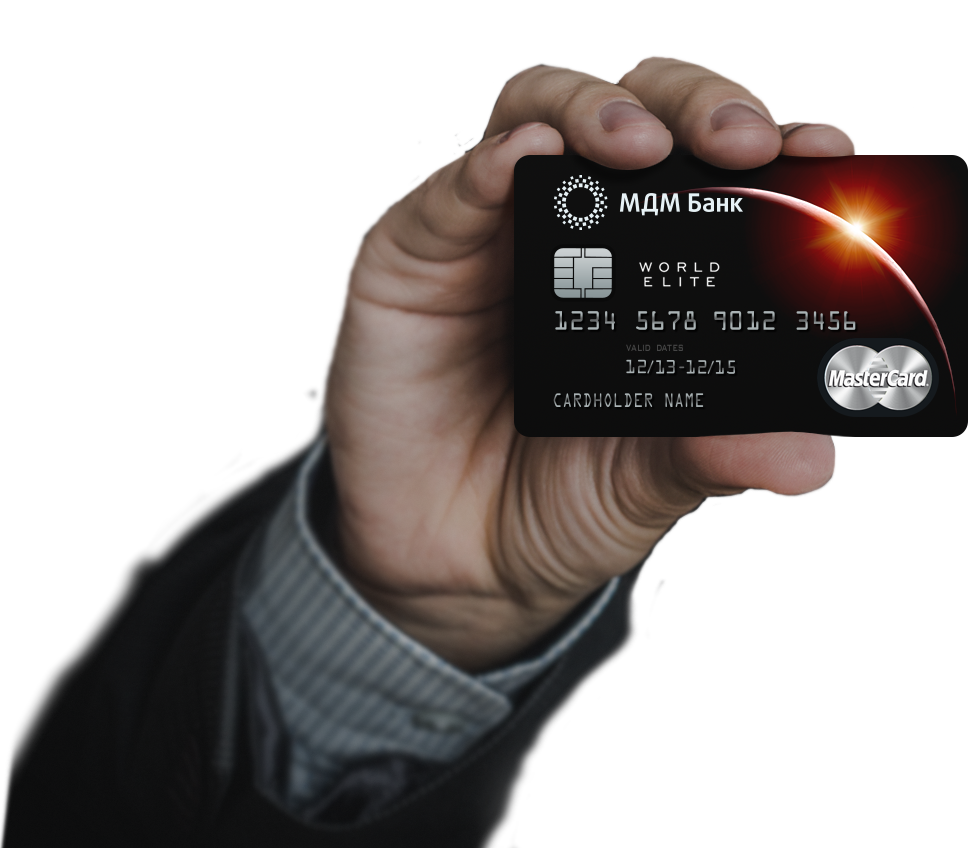 МДМ Банк
WORLD
ELITE
1234 5678 9012 3456
VALID DATES
12/13-12/15
MasterCard
CARDHOLDER NAME